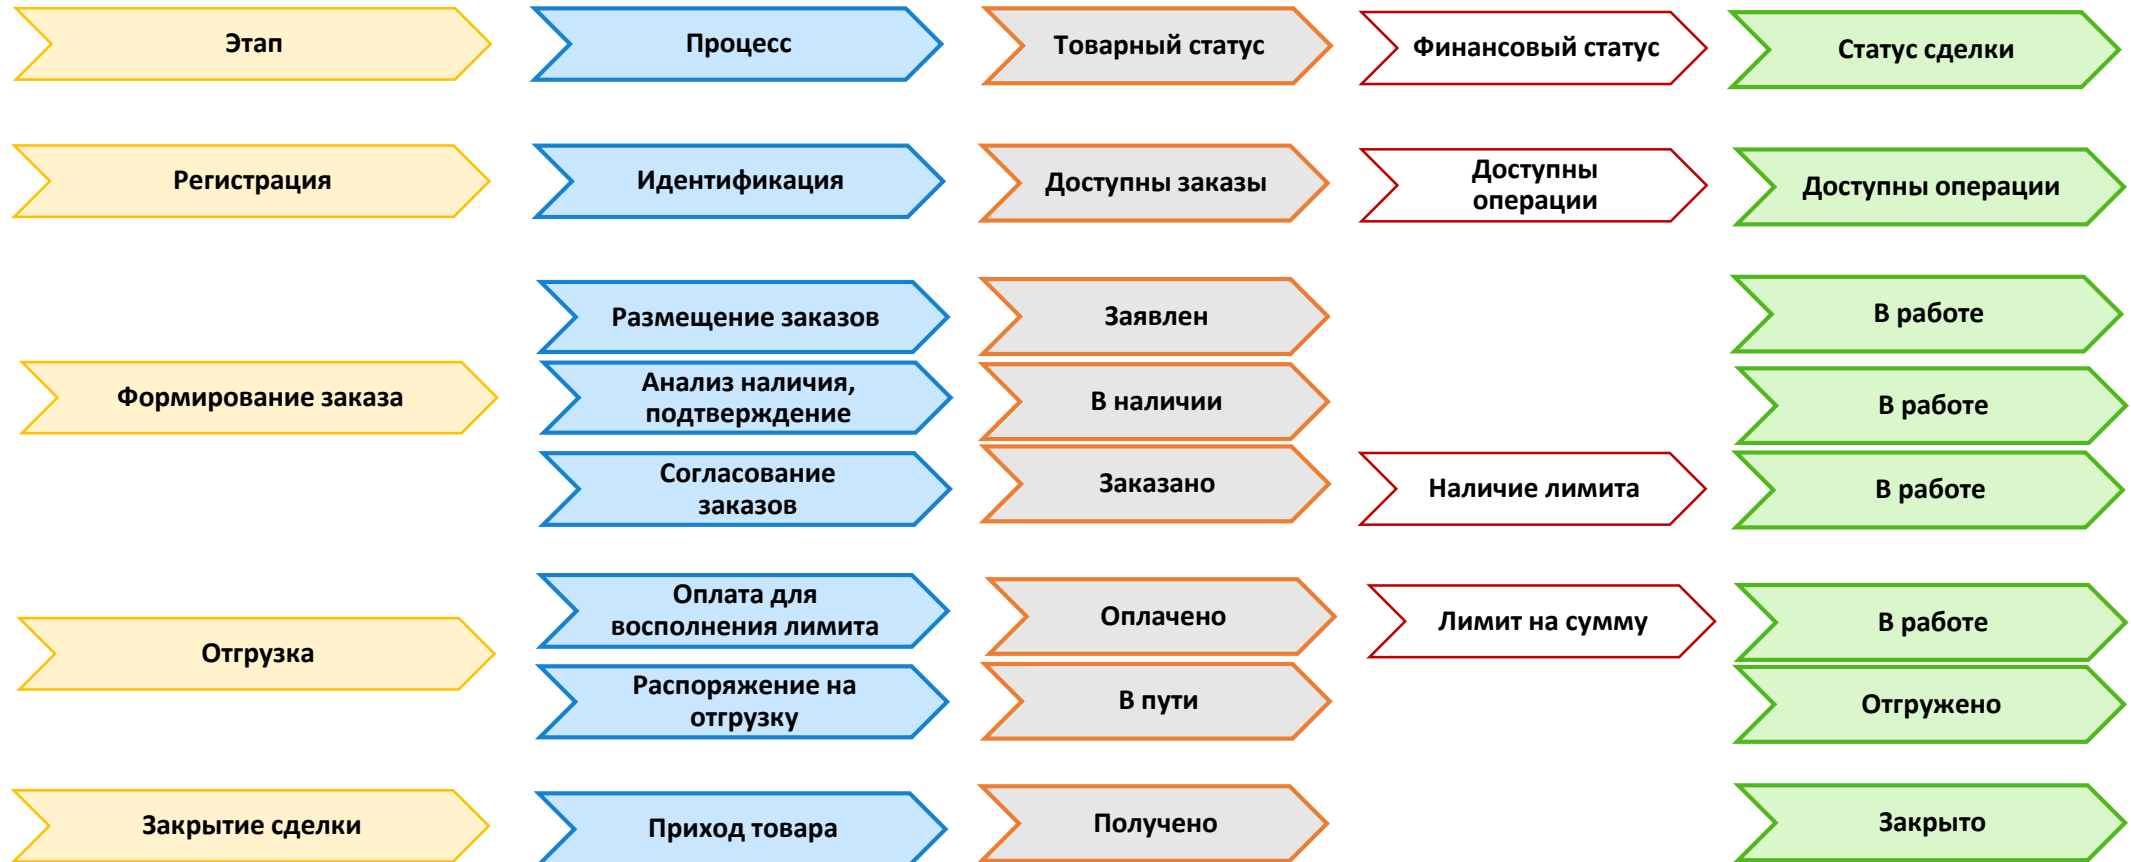 Этап
Процесс
Товарный статус
Финансовый статус
Статус сделки
Регистрация
Идентификация
Доступны заказы
Доступны
операции
Доступны операции
Формирование заказа
Размещение заказов
Заявлен
В работе
Анализ наличия,
подтверждение
В наличии
В работе
Согласование
заказов
Заказано
Наличие лимита
В работе
Отгрузка
Оплата для
восполнения лимита
Оплачено
Лимит на сумму
В работе
Распоряжение на
отгрузку
В пути
Отгружено
Закрытие сделки
Приход товара
Получено
Закрыто